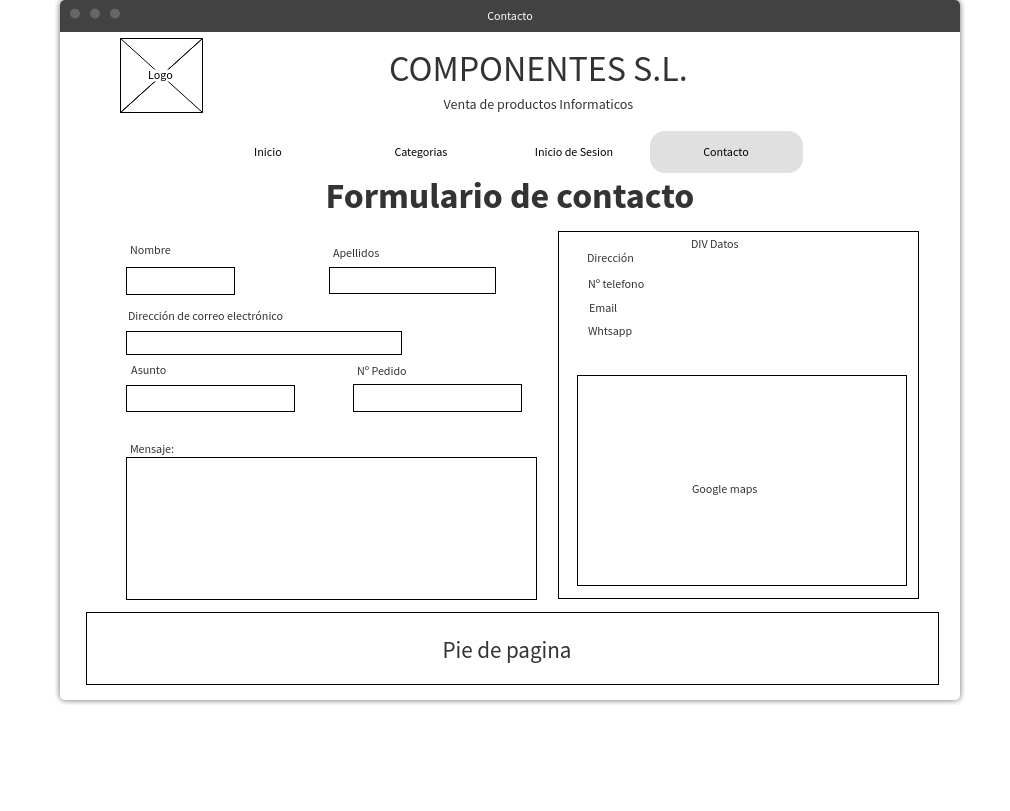 Contacto
Logo
COMPONENTES S.L.
Venta de productos Informaticos
Inicio
Categorias
Inicio de Sesion
Contacto
Formulario de contacto
Nombre
Apellidos
Dirección de correo electrónico
Asunto
Nº Pedido
Mensaje:
DIV Datos
Dirección
Nº telefono
Email
Whtsapp
Google maps
Pie de pagina